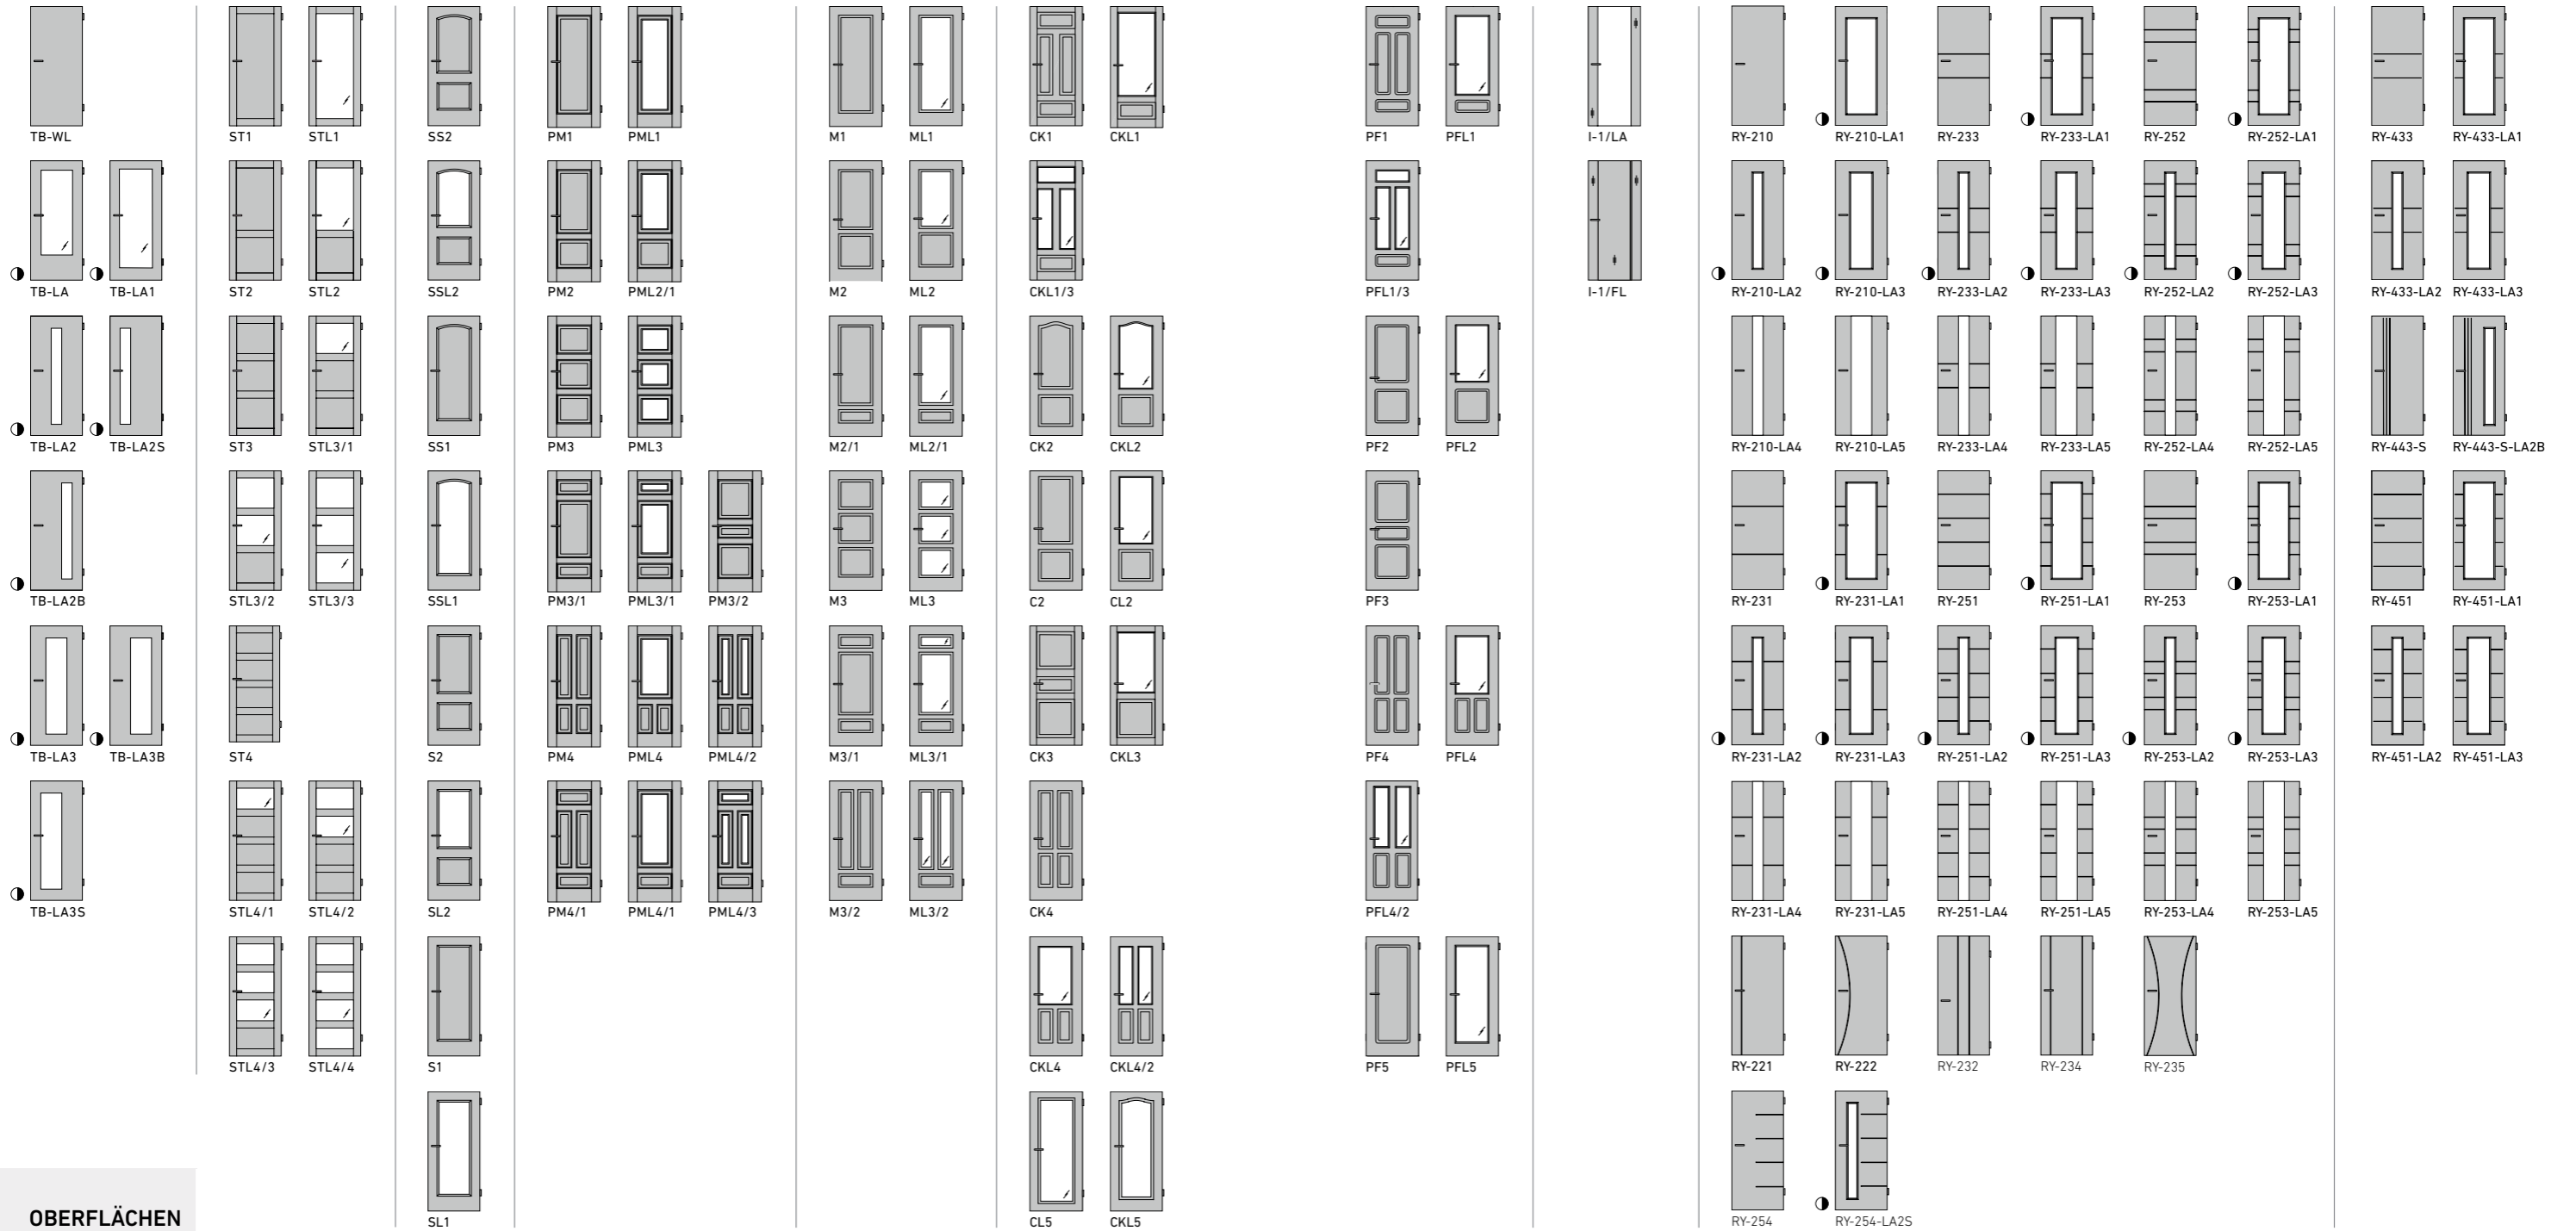 TB-WL ST1 STL1 SS2 PM1 PML1 M1 ML1 CK1 CKL1 PF1 PFL1 I-1/LA RY-210 RY-210-LA1 RY-233 RY-233-LA1 RY-252 RY-252-LA1 RY-433 RY-433-LA1
TB-LA TB-LA1 ST2 STL2 SSL2 PM2 PML2/1 M2 ML2 CKL1/3 PFL1/3 I-1/FL RY-210-LA2 RY-210-LA3 RY-233-LA2 RY-233-LA3 RY-252-LA2 RY-252-LA3 RY-433-LA2 RY-433-LA3
TB-LA2 TB-LA2S ST3 STL3/1 SS1 PM3 PML3 M2/1 ML2/1 CK2 CKL2 PF2 PFL2 RY-210-LA4 RY-210-LA5 RY-233-LA4 RY-233-LA5 RY-252-LA4 RY-252-LA5 RY-443-S RY-443-S-LA2B
TB-LA2B STL3/2 STL3/3 SSL1 PM3/1 PML3/1 PM3/2 M3 ML3 C2 CL2 PF3 RY-231 RY-231-LA1 RY-251 RY-251-LA1 RY-253 RY-253-LA1 RY-451 RY-451-LA1
TB-LA3 TB-LA3B ST4 S2 PM4 PML4 PML4/2 M3/1 ML3/1 CK3 CKL3 PF4 PFL4 RY-231-LA2 RY-231-LA3 RY-251-LA2 RY-251-LA3 RY-253-LA2 RY-253-LA3 RY-451-LA2 RY-451-LA3
TB-LA3S STL4/1 STL4/2 SL2 PM4/1 PML4/1 PML4/3 M3/2 ML3/2 CK4 PFL4/2 RY-231-LA4 RY-231-LA5 RY-251-LA4 RY-251-LA5 RY-253-LA4 RY-253-LA5
STL4/3 STL4/4 S1 CKL4 CKL4/2 PF5 PFL5 RY-221 RY-222 RY-232 RY-234 RY-235
SL1 CL5 CKL5 RY-254 RY-254-LA2S
OBERFLÄCHEN